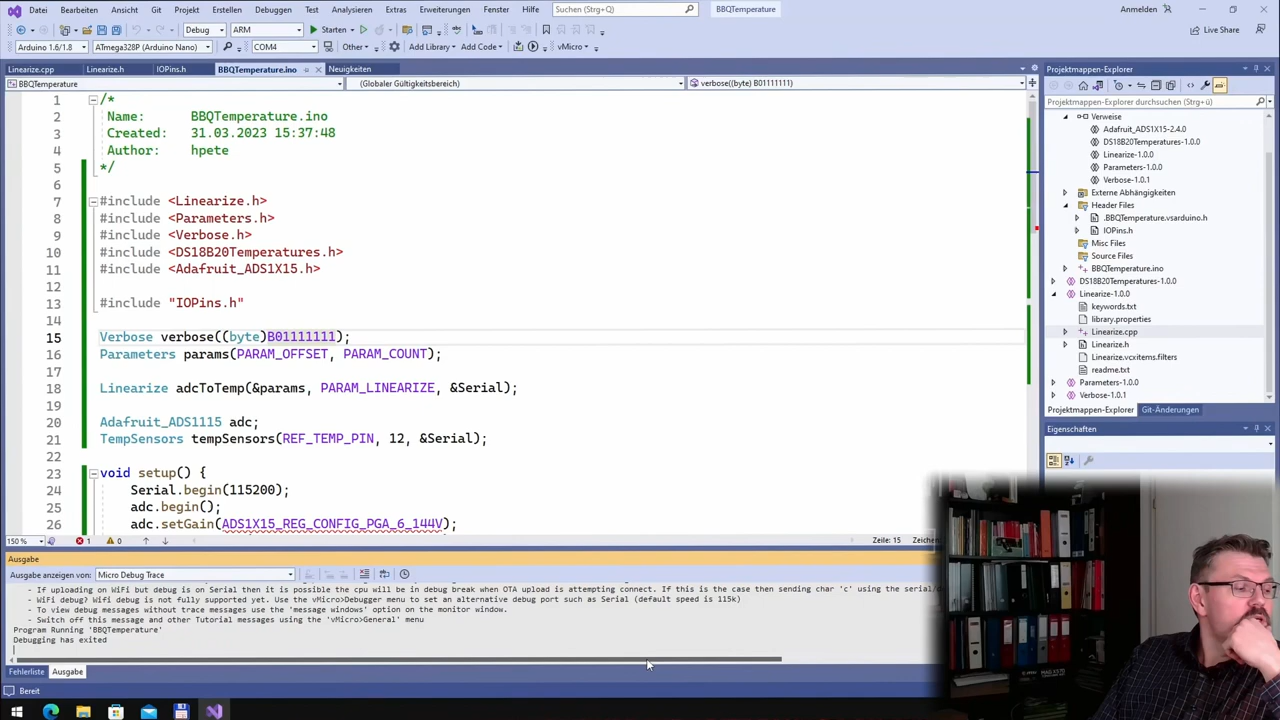 Datei Bearbeiten Ansicht Git Projekt Erstellen Debuggen Test Analysieren Extras Erweiterungen Fenster Hilfe Suchen (Strg+Q) BBQTemperature Anmelden
Debug ARM Starten Live Share
Arduino 1.6/1.8 ATmega328P (Arduino Nano) COM4 Other Add Library Add Code vMicro
Linearize.cpp Linearize.h IOPins.h BBQTemperature.ino Neuigkeiten
BBQTemperature (Globaler Gültigkeitsbereich) verbose((byte) B01111111)
1 /*
2 Name: BBQTemperature.ino
3 Created: 31.03.2023 15:37:48
4 Author: hpete
5 */
6
7 #include <Linearize.h>
8 #include <Parameters.h>
9 #include <Verbose.h>
10 #include <DS18B20Temperatures.h>
11 #include <Adafruit_ADS1X15.h>
12
13 #include "IOPins.h"
14
15 Verbose verbose((byte)B01111111);
16 Parameters params(PARAM_OFFSET, PARAM_COUNT);
17
18 Linearize adcToTemp(&params, PARAM_LINEARIZE, &Serial);
19
20 Adafruit_ADS1115 adc;
21 TempSensors tempSensors(REF_TEMP_PIN, 12, &Serial);
22
23 void setup() {
24 Serial.begin(115200);
25 adc.begin();
26 adc.setGain(ADS1X15_REG_CONFIG_PGA_6_144V);
150 % 1 0 Zeile: 15
Ausgabe
Ausgabe anzeigen von: Micro Debug Trace
- If uploading on WiFi but debug is on Serial then it is possible the cpu will be in debug break when OTA upload is attempting connect. If this is the case then sending char 'c' using the
- WiFi debug? Wifi debug is not fully supported yet. Use the vMicro>Debugger menu to set an alternative debug port such as Serial (default speed is 115k)
- To view debug messages without trace messages use the 'message windows' option on the monitor window.
- Switch off this message and other Tutorial messages using the 'vMicro>General' menu
Program Running 'BBQTemperature'
Debugging has exited
Fehlerliste Ausgabe
Bereit
Projektmappen-Explorer
Projektmappen-Explorer durchsuchen (Strg+ü)
Verweise
Adafruit_ADS1X15-2.4.0
DS18B20Temperatures-1.0.0
Linearize-1.0.0
Parameters-1.0.0
Verbose-1.0.1
Externe Abhängigkeiten
Header Files
.BBQTemperature.vsarduino.h
IOPins.h
Misc Files
Source Files
BBQTemperature.ino
DS18B20Temperatures-1.0.0
Linearize-1.0.0
keywords.txt
library.properties
Linearize.cpp
Linearize.h
Linearize.vcxitems.filters
readme.txt
Parameters-1.0.0
Verbose-1.0.1
Projektmappen-Explorer Git-Änderungen
Eigenschaften